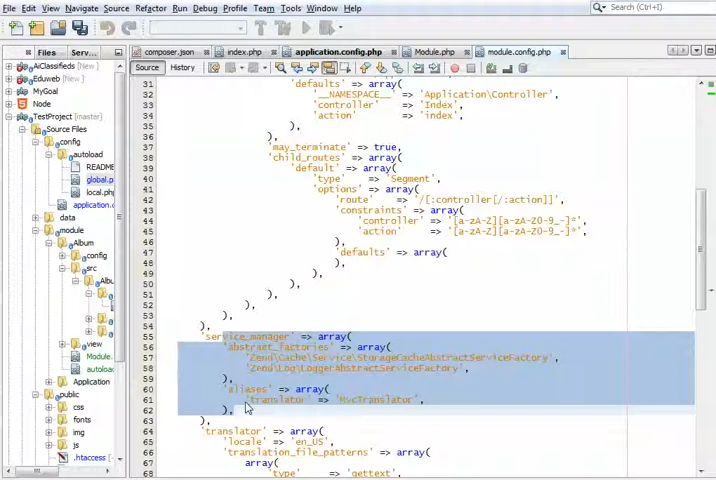 File Edit View Navigate Source Refactor Run Debug Profile Team Tools Window Help
Search (Ctrl+I)
Files Serv...
composer.json index.php application.config.php Module.php module.config.php
Source History
AiClassifieds [New]
Eduweb [New]
MyGoal
Node
TestProject [master]
Source Files
config
autoload
README
global.p
local.php
application.c
data
module
Album
config
src
Albu
view
Module.
autoload
Application
public
css
fonts
img
js
.htaccess
31 'defaults' => array(
32 '__NAMESPACE__' => 'Application\Controller',
33 'controller' => 'Index',
34 'action' => 'index',
35 ),
36 ),
37 'may_terminate' => true,
38 'child_routes' => array(
39 'default' => array(
40 'type' => 'Segment',
41 'options' => array(
42 'route' => '/[:controller[/:action]]',
43 'constraints' => array(
44 'controller' => '[a-zA-Z][a-zA-Z0-9_-]*',
45 'action' => '[a-zA-Z][a-zA-Z0-9_-]*',
46 ),
47 'defaults' => array(
48 ),
49 ),
50 ),
51 ),
52 ),
53 ),
54 ),
55 'service_manager' => array(
56 'abstract_factories' => array(
57 'Zend\Cache\Service\StorageCacheAbstractServiceFactory',
58 'Zend\Log\LoggerAbstractServiceFactory',
59 ),
60 'aliases' => array(
61 'translator' => 'MvcTranslator',
62 ),
63 ),
64 'translator' => array(
65 'locale' => 'en_US',
66 'translation_file_patterns' => array(
67 array(
68 'type' => 'gettext',